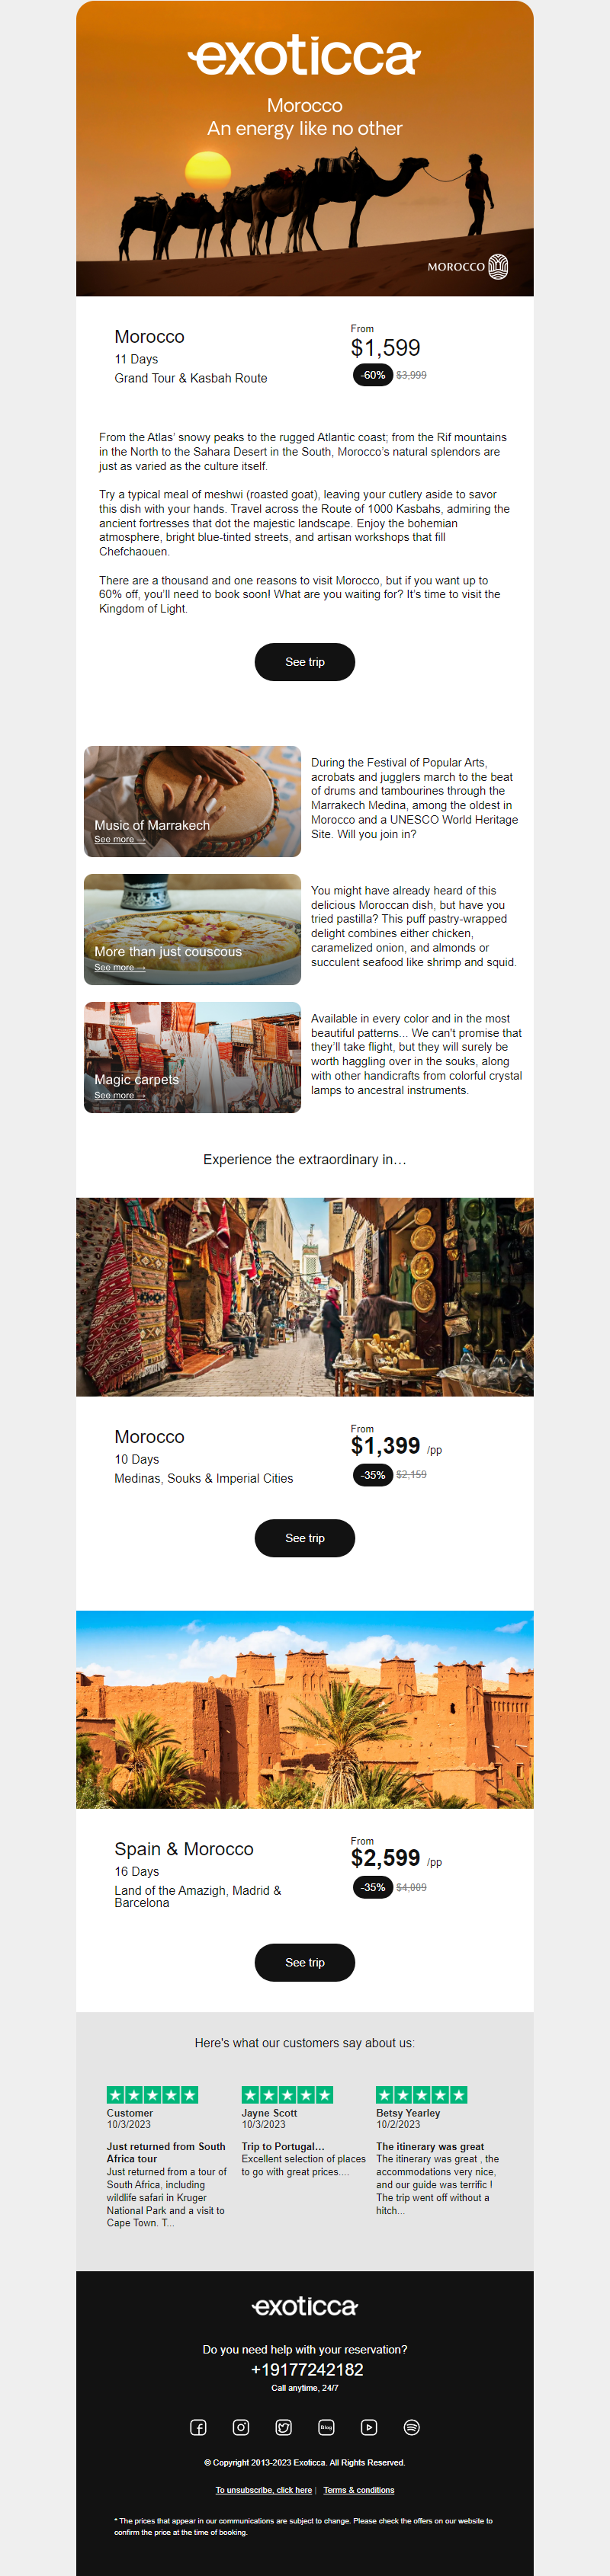 exoticca
Morocco
An energy like no other
MOROCCO
Morocco
11 Days
Grand Tour & Kasbah Route
From
$1,599
-60% $3,999
From the Atlas’ snowy peaks to the rugged Atlantic coast; from the Rif mountains
in the North to the Sahara Desert in the South, Morocco’s natural splendors are
just as varied as the culture itself.
Try a typical meal of meshwi (roasted goat), leaving your cutlery aside to savor
this dish with your hands. Travel across the Route of 1000 Kasbahs, admiring the
ancient fortresses that dot the majestic landscape. Enjoy the bohemian
atmosphere, bright blue-tinted streets, and artisan workshops that fill
Chefchaouen.
There are a thousand and one reasons to visit Morocco, but if you want up to
60% off, you’ll need to book soon! What are you waiting for? It’s time to visit the
Kingdom of Light.
See trip
Music of Marrakech
See more →
During the Festival of Popular Arts,
acrobats and jugglers march to the beat
of drums and tambourines through the
Marrakech Medina, among the oldest in
Morocco and a UNESCO World Heritage
Site. Will you join in?
More than just couscous
See more →
You might have already heard of this
delicious Moroccan dish, but have you
tried pastilla? This puff pastry-wrapped
delight combines either chicken,
caramelized onion, and almonds or
succulent seafood like shrimp and squid.
Magic carpets
See more →
Available in every color and in the most
beautiful patterns... We can't promise that
they’ll take flight, but they will surely be
worth haggling over in the souks, along
with other handicrafts from colorful crystal
lamps to ancestral instruments.
Experience the extraordinary in…
Morocco
10 Days
Medinas, Souks & Imperial Cities
From
$1,399 /pp
-35% $2,159
See trip
Spain & Morocco
16 Days
Land of the Amazigh, Madrid &
Barcelona
From
$2,599 /pp
-35% $4,009
See trip
Here's what our customers say about us:
Customer
10/3/2023
Just returned from South
Africa tour
Just returned from a tour of
South Africa, including
wildlife safari in Kruger
National Park and a visit to
Cape Town. T...
Jayne Scott
10/3/2023
Trip to Portugal…
Excellent selection of places
to go with great prices....
Betsy Yearley
10/2/2023
The itinerary was great
The itinerary was great , the
accommodations very nice,
and our guide was terrific !
The trip went off without a
hitch...
exoticca
Do you need help with your reservation?
+19177242182
Call anytime, 24/7
Blog
© Copyright 2013-2023 Exoticca. All Rights Reserved.
To unsubscribe, click here | Terms & conditions
* The prices that appear in our communications are subject to change. Please check the offers on our website to
confirm the price at the time of booking.